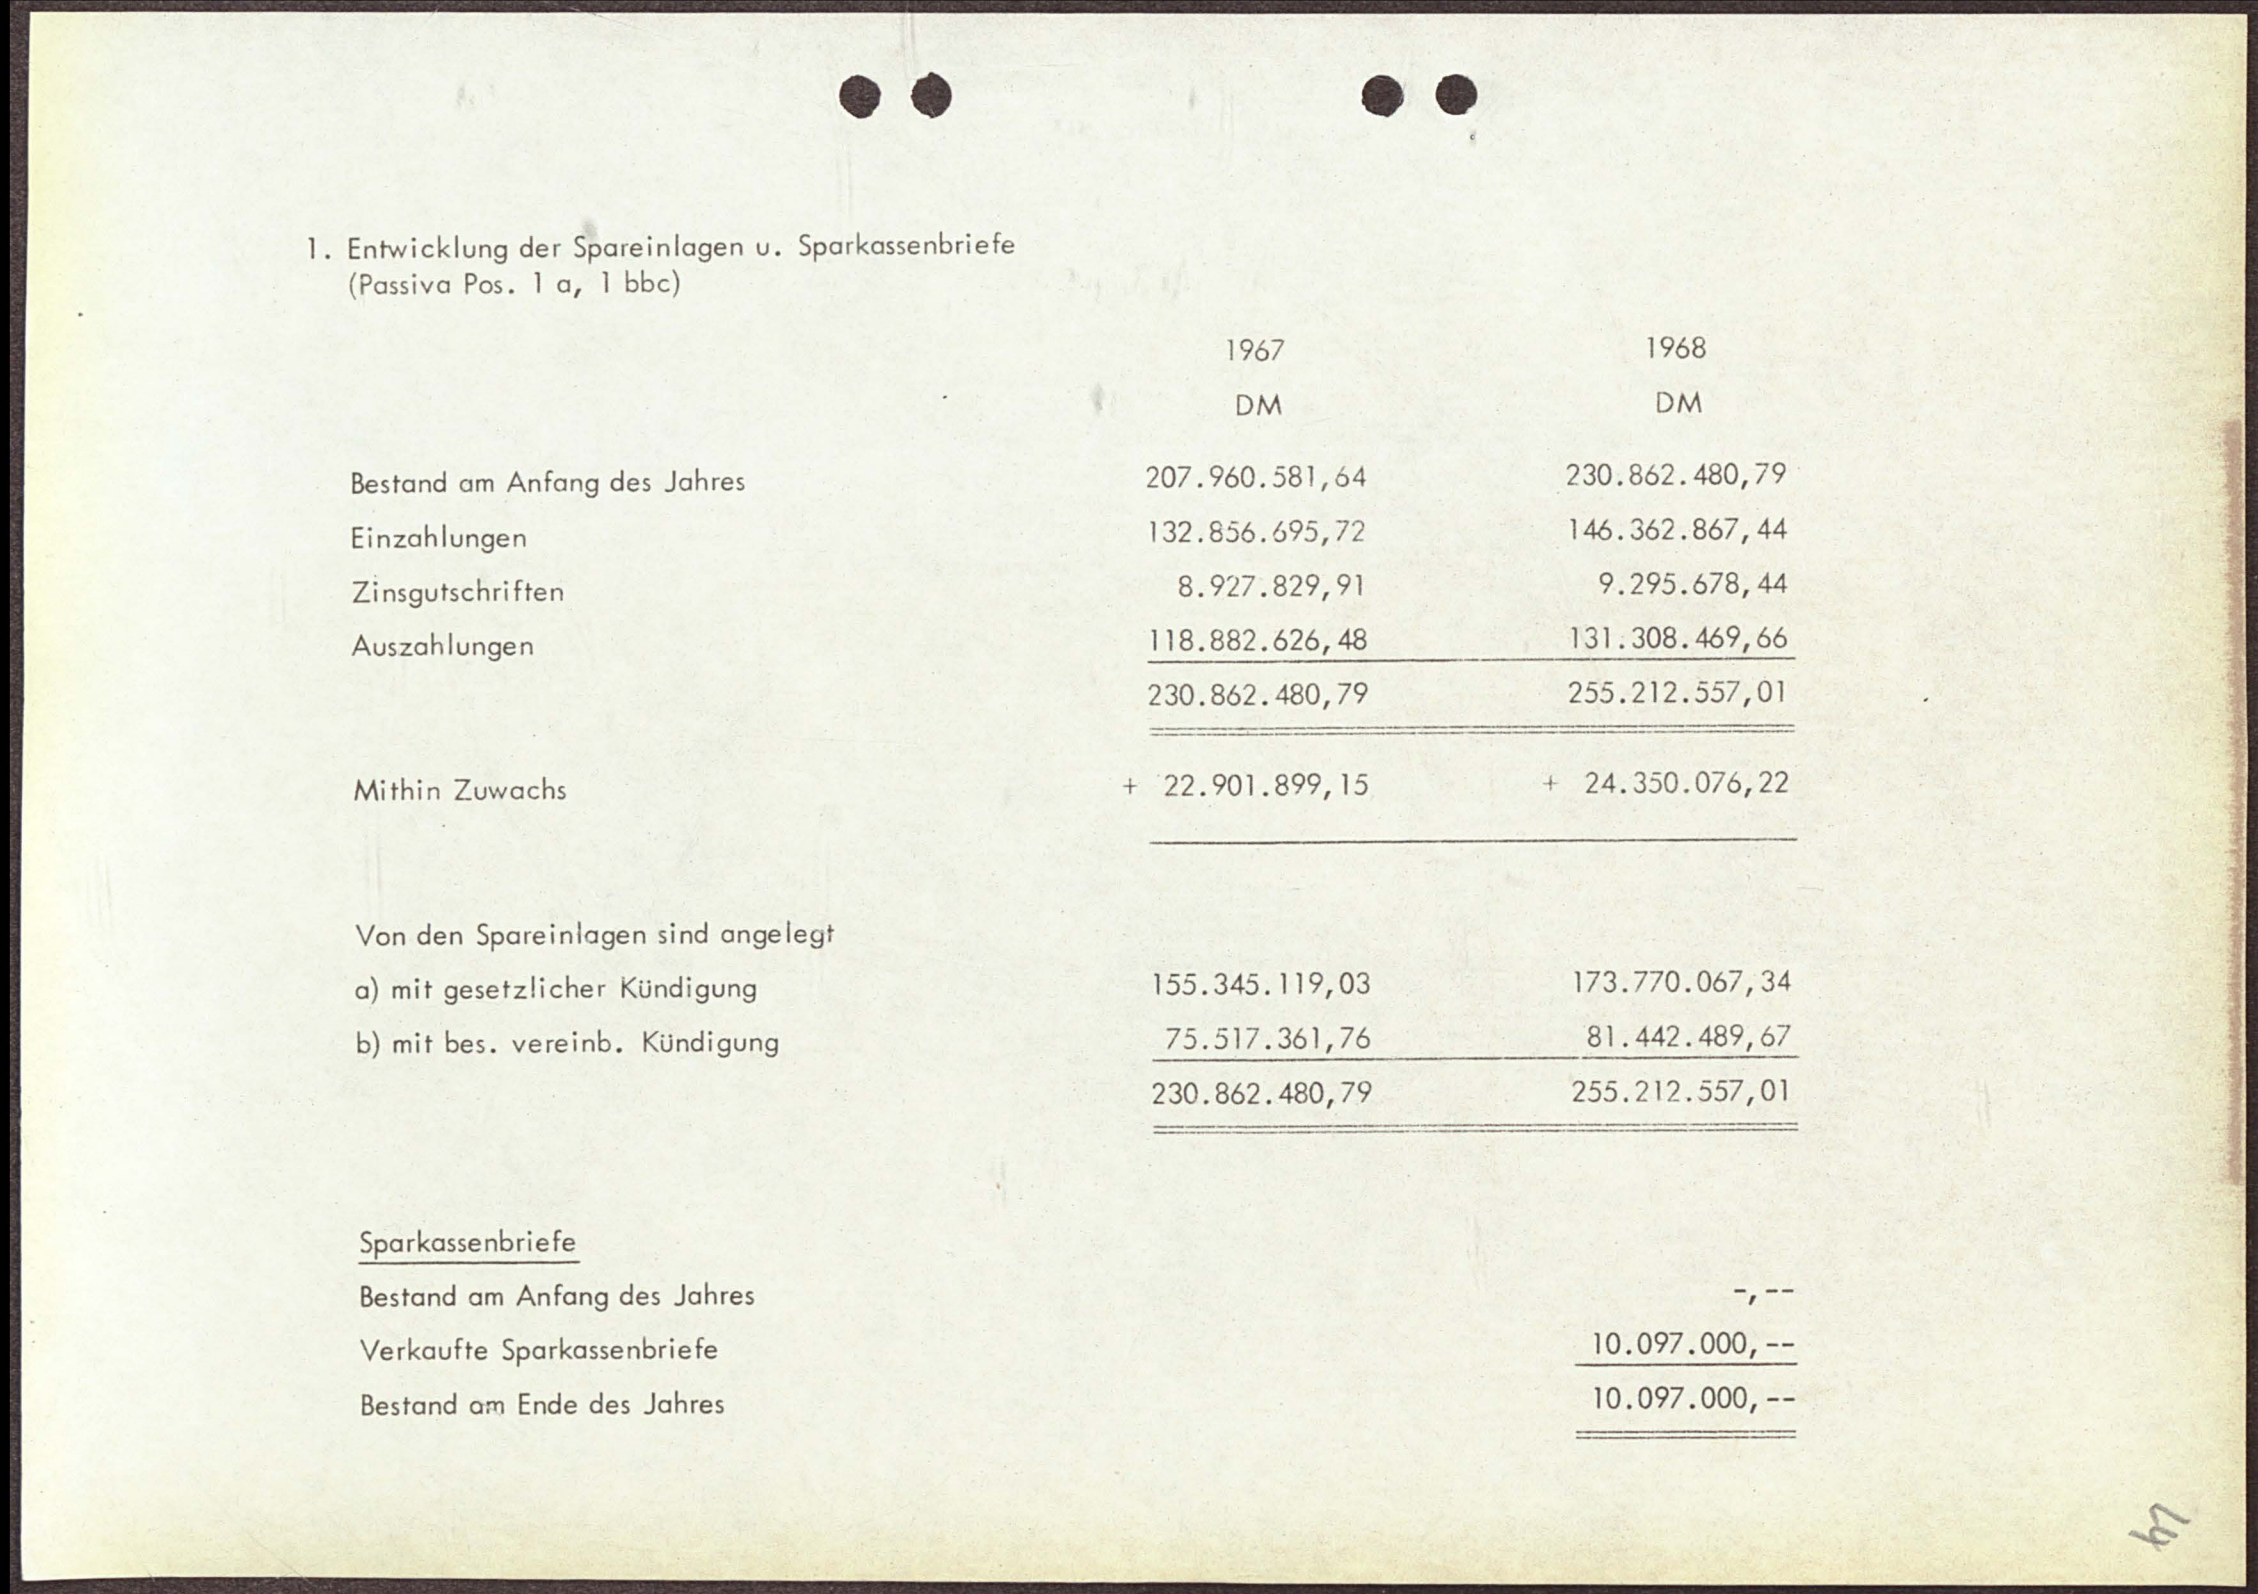 1. Entwicklung der Spareinlagen u. Sparkassenbriefe
(Passiva Pos. 1 a, 1 bbc)
1967 1968
DM DM
Bestand am Anfang des Jahres 207.960.581,64 230.862.480,79
Einzahlungen 132.856.695,72 146.362.867,44
Zinsgutschriften 8.927.829,91 9.295.678,44
Auszahlungen 118.882.626,48 131.308.469,66
230.862.480,79 255.212.557,01
Mithin Zuwachs + 22.901.899,15 + 24.350.076,22
Von den Spareinlagen sind angelegt
a) mit gesetzlicher Kündigung 155.345.119,03 173.770.067,34
b) mit bes. vereinb. Kündigung 75.517.361,76 81.442.489,67
230.862.480,79 255.212.557,01
Sparkassenbriefe
Bestand am Anfang des Jahres -,--
Verkaufte Sparkassenbriefe 10.097.000,--
Bestand am Ende des Jahres 10.097.000,--